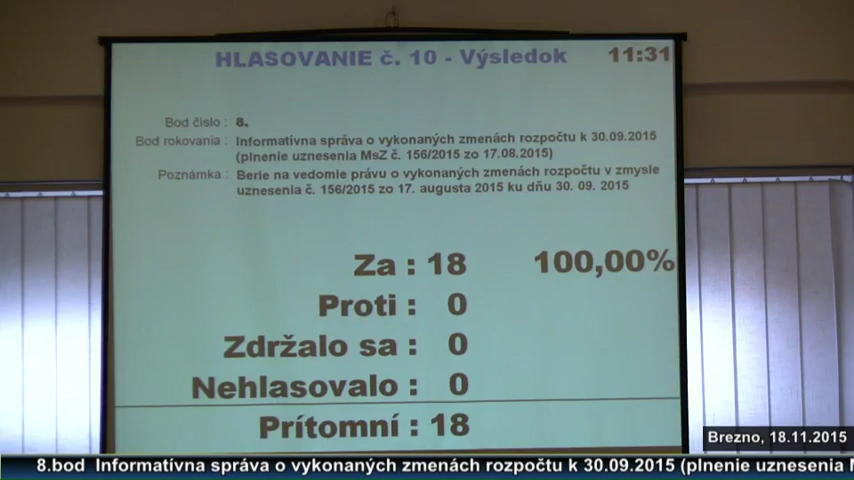 HLASOVANIE č. 10 - Výsledok 11:31
Bod číslo : 8.
Bod rokovania : Informatívna správa o vykonaných zmenách rozpočtu k 30.09.2015
(plnenie uznesenia MsZ č. 156/2015 zo 17.08.2015)
Poznámka : Berie na vedomie právu o vykonaných zmenách rozpočtu v zmysle
uznesenia č. 156/2015 zo 17. augusta 2015 ku dňu 30. 09. 2015
Za : 18 100,00%
Proti : 0
Zdržalo sa : 0
Nehlasovalo : 0
Prítomní : 18
Brezno, 18.11.2015
8.bod Informatívna správa o vykonaných zmenách rozpočtu k 30.09.2015 (plnenie uznesenia M